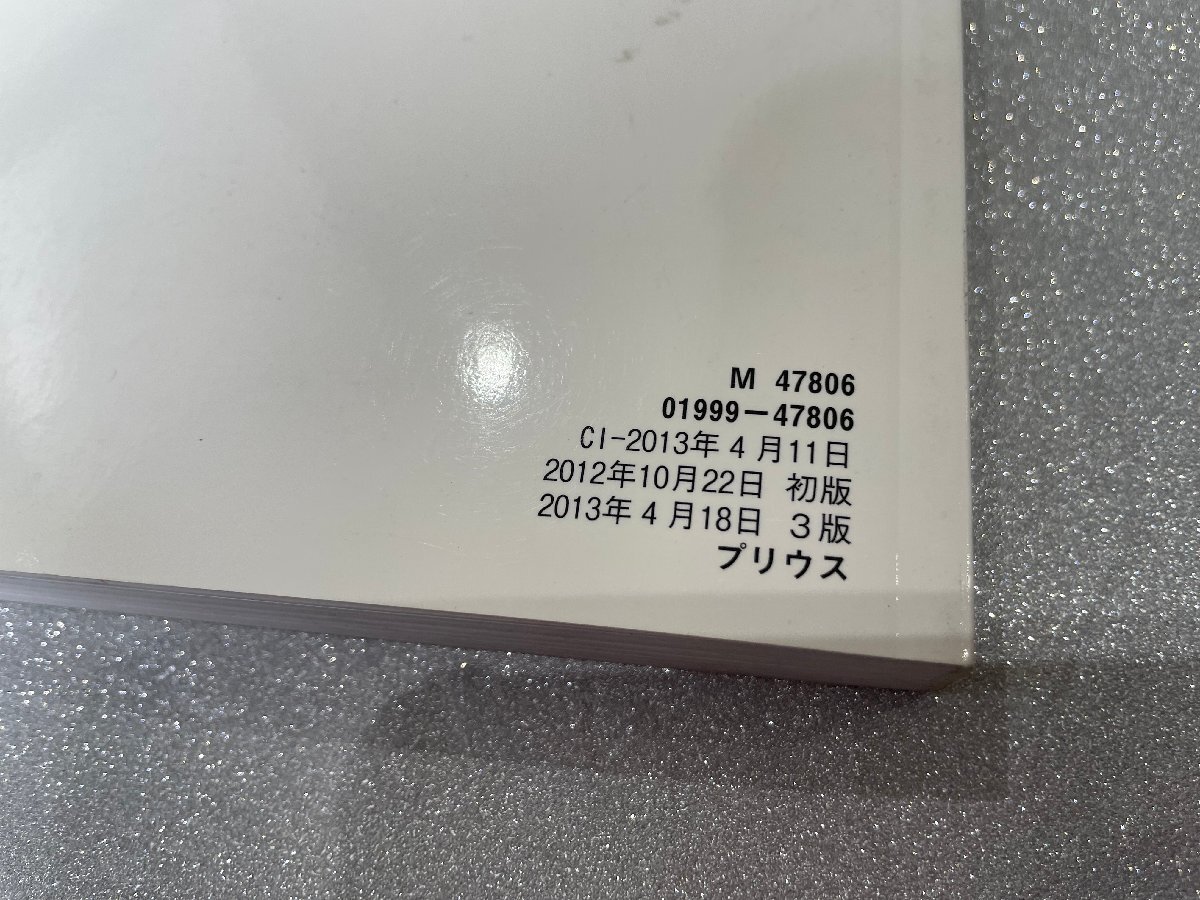 M 47806
01999-47806
CI-2013年4月11日
2012年10月22日 初版
2013年4月18日 3版
プリウス